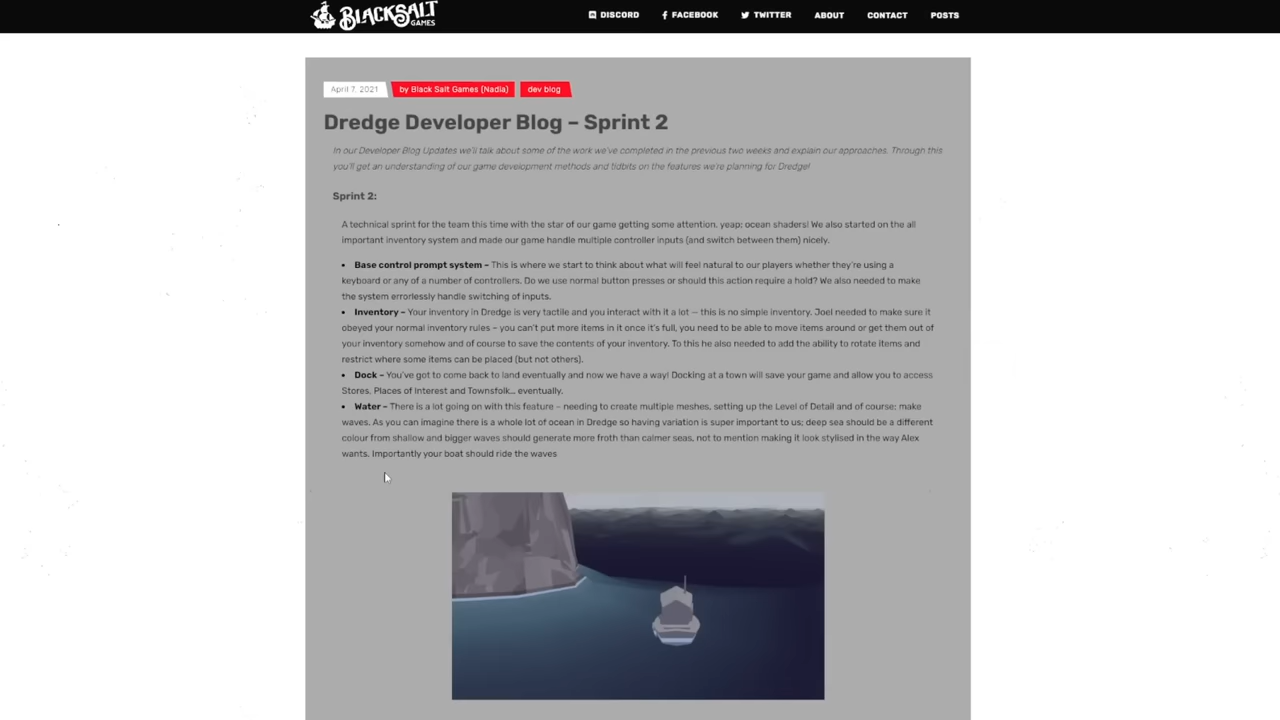 BLACKSALT
GAMES
DISCORD FACEBOOK TWITTER ABOUT CONTACT POSTS
April 7, 2021 by Black Salt Games (Nadia) dev blog
Dredge Developer Blog – Sprint 2
In our Developer Blog Updates we'll talk about some of the work we've completed in the previous two weeks and explain our approaches. Through this
you'll get an understanding of our game development methods and tidbits on the features we're planning for Dredge!
Sprint 2:
A technical sprint for the team this time with the star of our game getting some attention, yeap; ocean shaders! We also started on the all
important inventory system and made our game handle multiple controller inputs (and switch between them) nicely.
• Base control prompt system – This is where we start to think about what will feel natural to our players whether they're using a
keyboard or any of a number of controllers. Do we use normal button presses or should this action require a hold? We also needed to make
the system errorlessly handle switching of inputs.
• Inventory – Your inventory in Dredge is very tactile and you interact with it a lot – this is no simple inventory. Joel needed to make sure it
obeyed your normal inventory rules – you can't put more items in it once it's full, you need to be able to move items around or get them out of
your inventory somehow and of course to save the contents of your inventory. To this he also needed to add the ability to rotate items and
restrict where some items can be placed (but not others).
• Dock – You've got to come back to land eventually and now we have a way! Docking at a town will save your game and allow you to access
Stores, Places of Interest and Townsfolk... eventually.
• Water – There is a lot going on with this feature – needing to create multiple meshes, setting up the Level of Detail and of course; make
waves. As you can imagine there is a whole lot of ocean in Dredge so having variation is super important to us; deep sea should be a different
colour from shallow and bigger waves should generate more froth than calmer seas, not to mention making it look stylised in the way Alex
wants. Importantly your boat should ride the waves